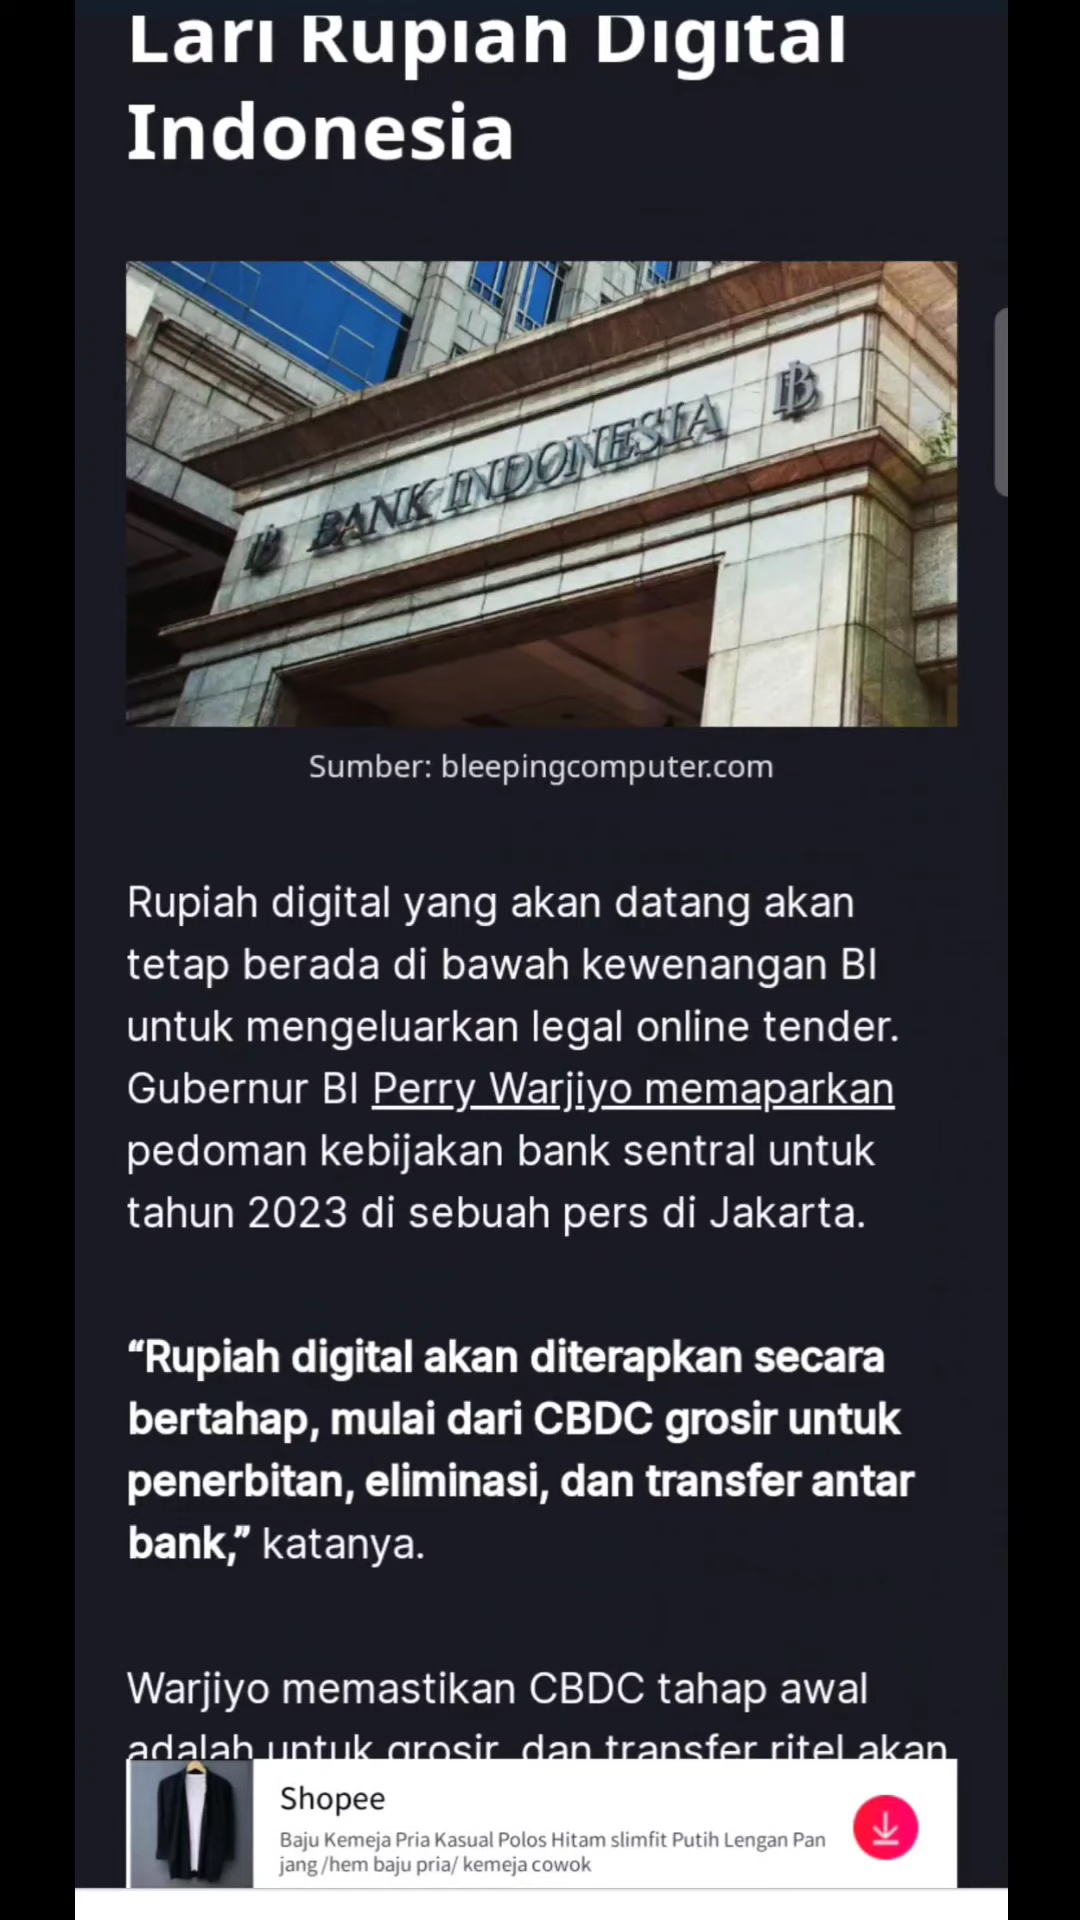 Lari Rupiah Digital
Indonesia
BANK INDONESIA
Sumber: bleepingcomputer.com
Rupiah digital yang akan datang akan
tetap berada di bawah kewenangan BI
untuk mengeluarkan legal online tender.
Gubernur BI Perry Warjiyo memaparkan
pedoman kebijakan bank sentral untuk
tahun 2023 di sebuah pers di Jakarta.
“Rupiah digital akan diterapkan secara
bertahap, mulai dari CBDC grosir untuk
penerbitan, eliminasi, dan transfer antar
bank,” katanya.
Warjiyo memastikan CBDC tahap awal
adalah untuk grosir, dan transfer ritel akan
Shopee
Baju Kemeja Pria Kasual Polos Hitam slimfit Putih Lengan Pan
jang /hem baju pria/ kemeja cowok